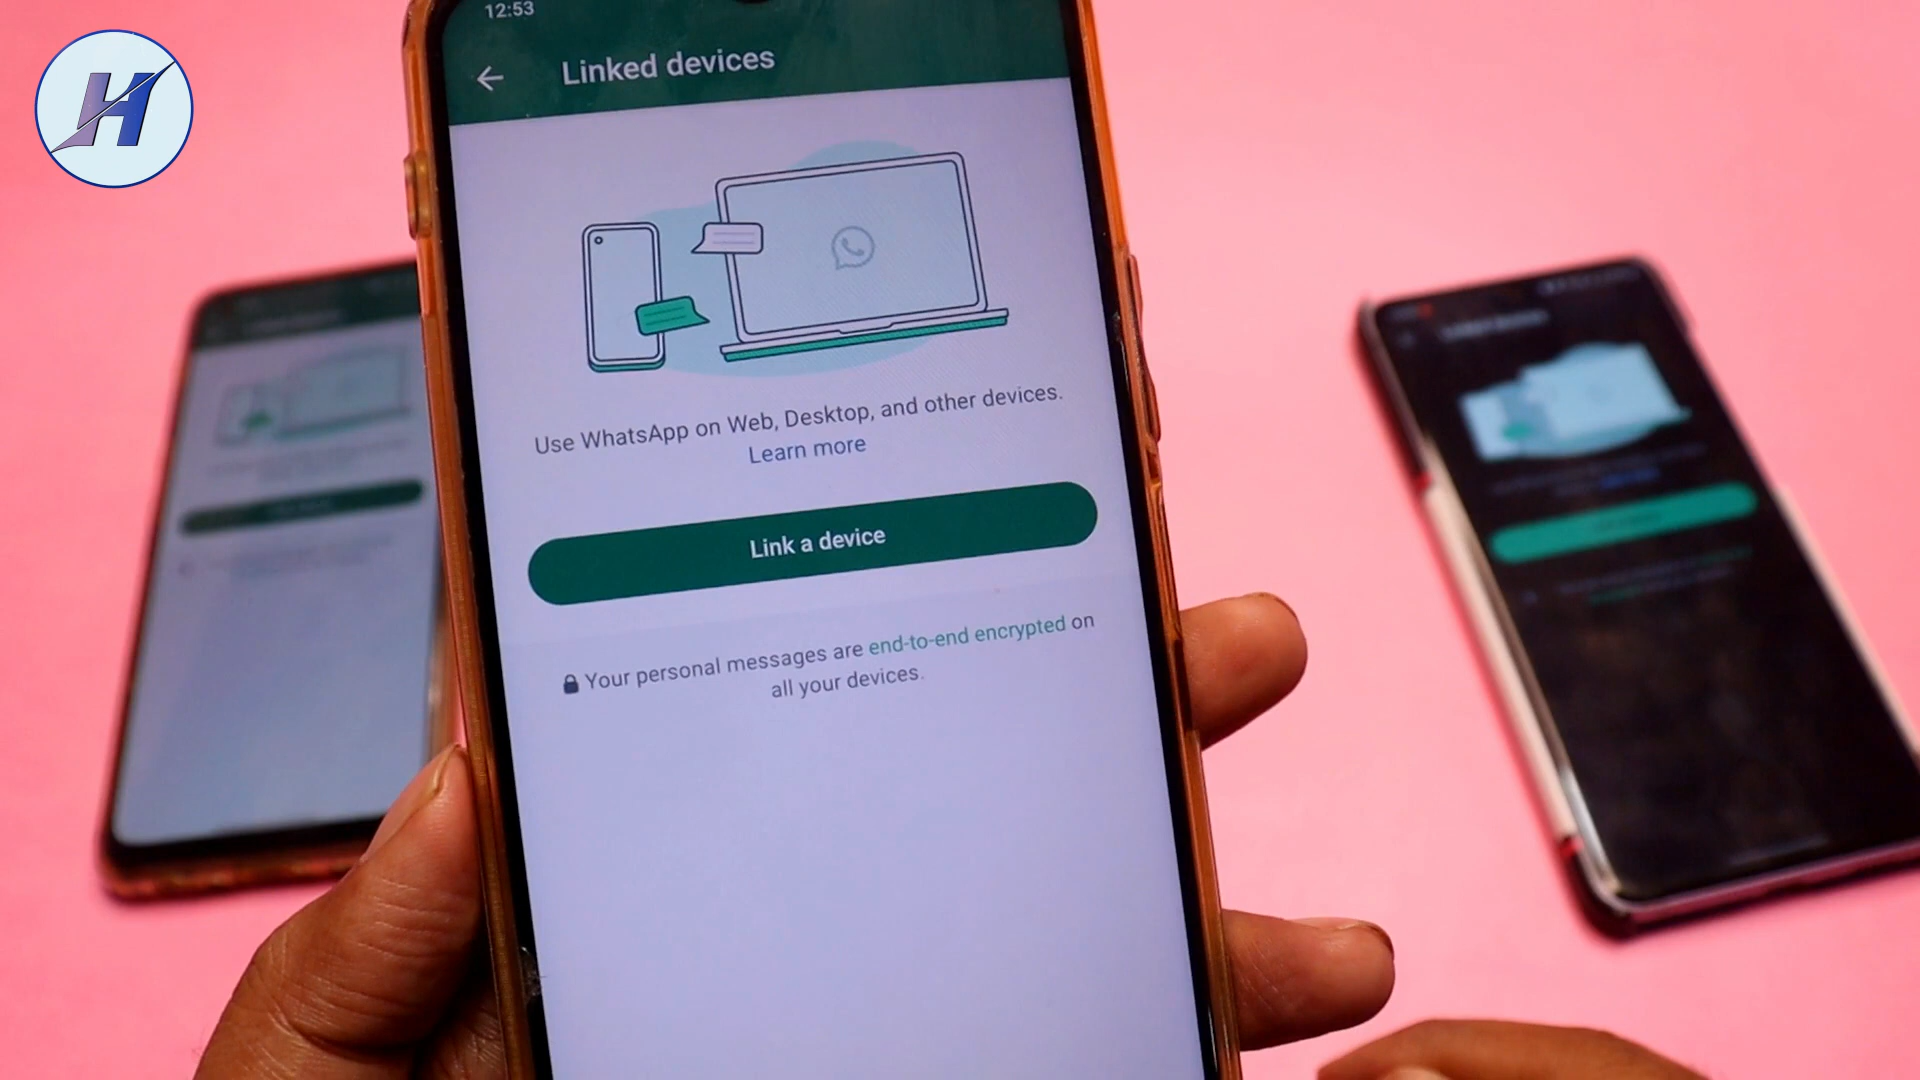 H
12:53
Linked devices
Use WhatsApp on Web, Desktop, and other devices.
Learn more
Link a device
Your personal messages are end-to-end encrypted on
all your devices.